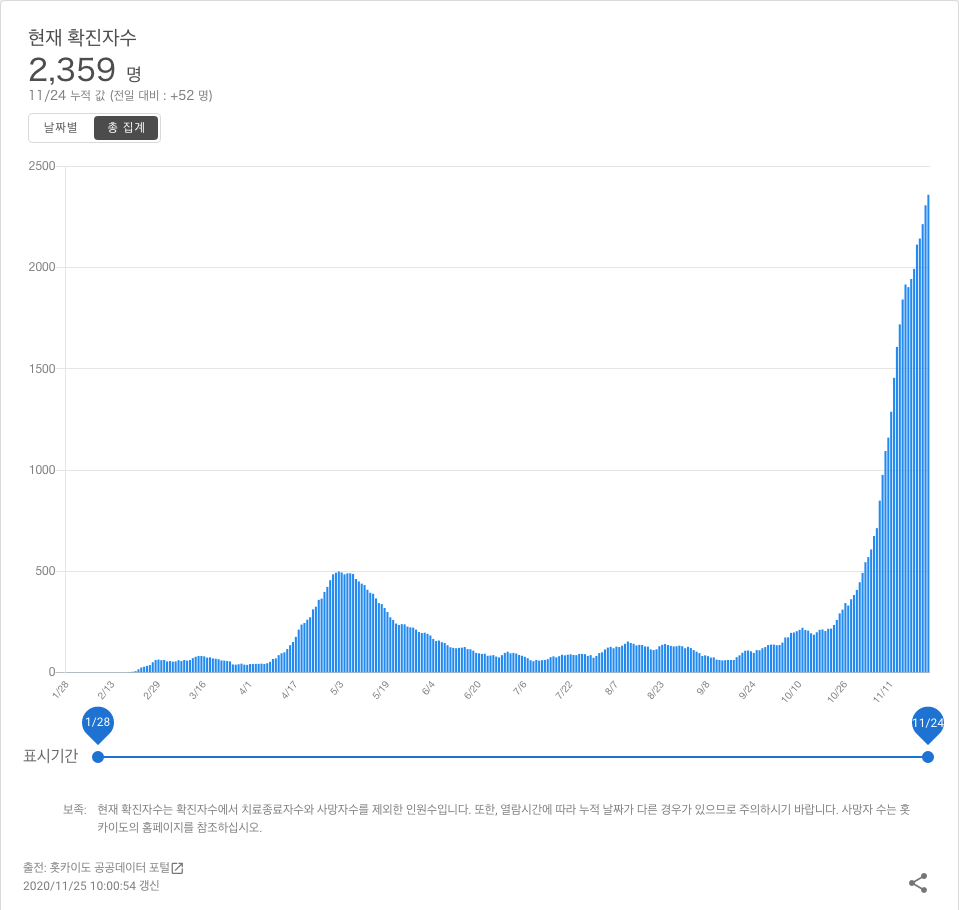 현재 확진자수
2,359 명
11/24 누적 값 (전일 대비 : +52 명)
날짜별 총 집계
2500
2000
1500
1000
500
0
1/28 2/13 2/29 3/16 4/1 4/17 5/3 5/19 6/4 6/20 7/6 7/22 8/7 8/23 9/8 9/24 10/10 10/26 11/11
1/28 11/24
표시기간
보족: 현재 확진자수는 확진자수에서 치료종료자수와 사망자수를 제외한 인원수입니다. 또한, 열람시간에 따라 누적 날짜가 다른 경우가 있으므로 주의하시기 바랍니다. 사망자 수는 홋
카이도의 홈페이지를 참조하십시오.
출전: 홋카이도 공공데이터 포털
2020/11/25 10:00:54 갱신